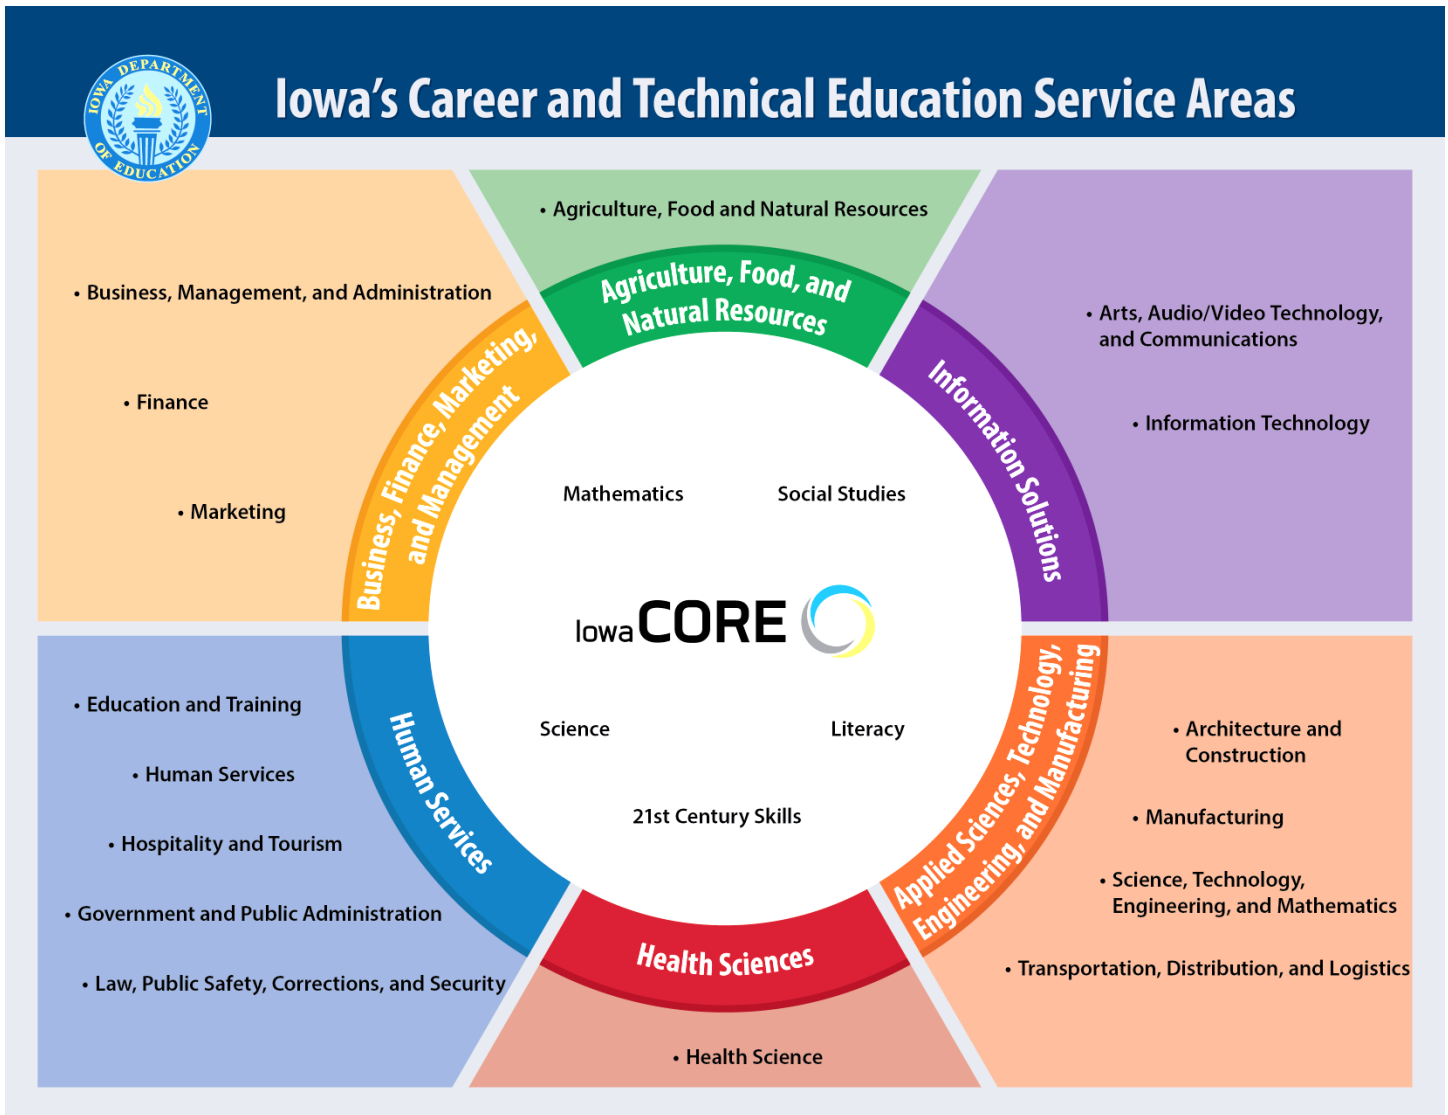 IOWA DEPARTMENT
OF EDUCATION
Iowa's Career and Technical Education Service Areas
• Agriculture, Food and Natural Resources
Agriculture, Food, and
Natural Resources
• Business, Management, and Administration
• Finance
• Marketing
Business, Finance, Marketing,
and Management
• Arts, Audio/Video Technology,
and Communications
• Information Technology
Information Solutions
Mathematics
Social Studies
Iowa CORE
Science
Literacy
21st Century Skills
• Education and Training
• Human Services
• Hospitality and Tourism
• Government and Public Administration
• Law, Public Safety, Corrections, and Security
Human Services
Applied Sciences, Technology,
Engineering, and Manufacturing
• Architecture and
Construction
• Manufacturing
• Science, Technology,
Engineering, and Mathematics
• Transportation, Distribution, and Logistics
Health Sciences
• Health Science